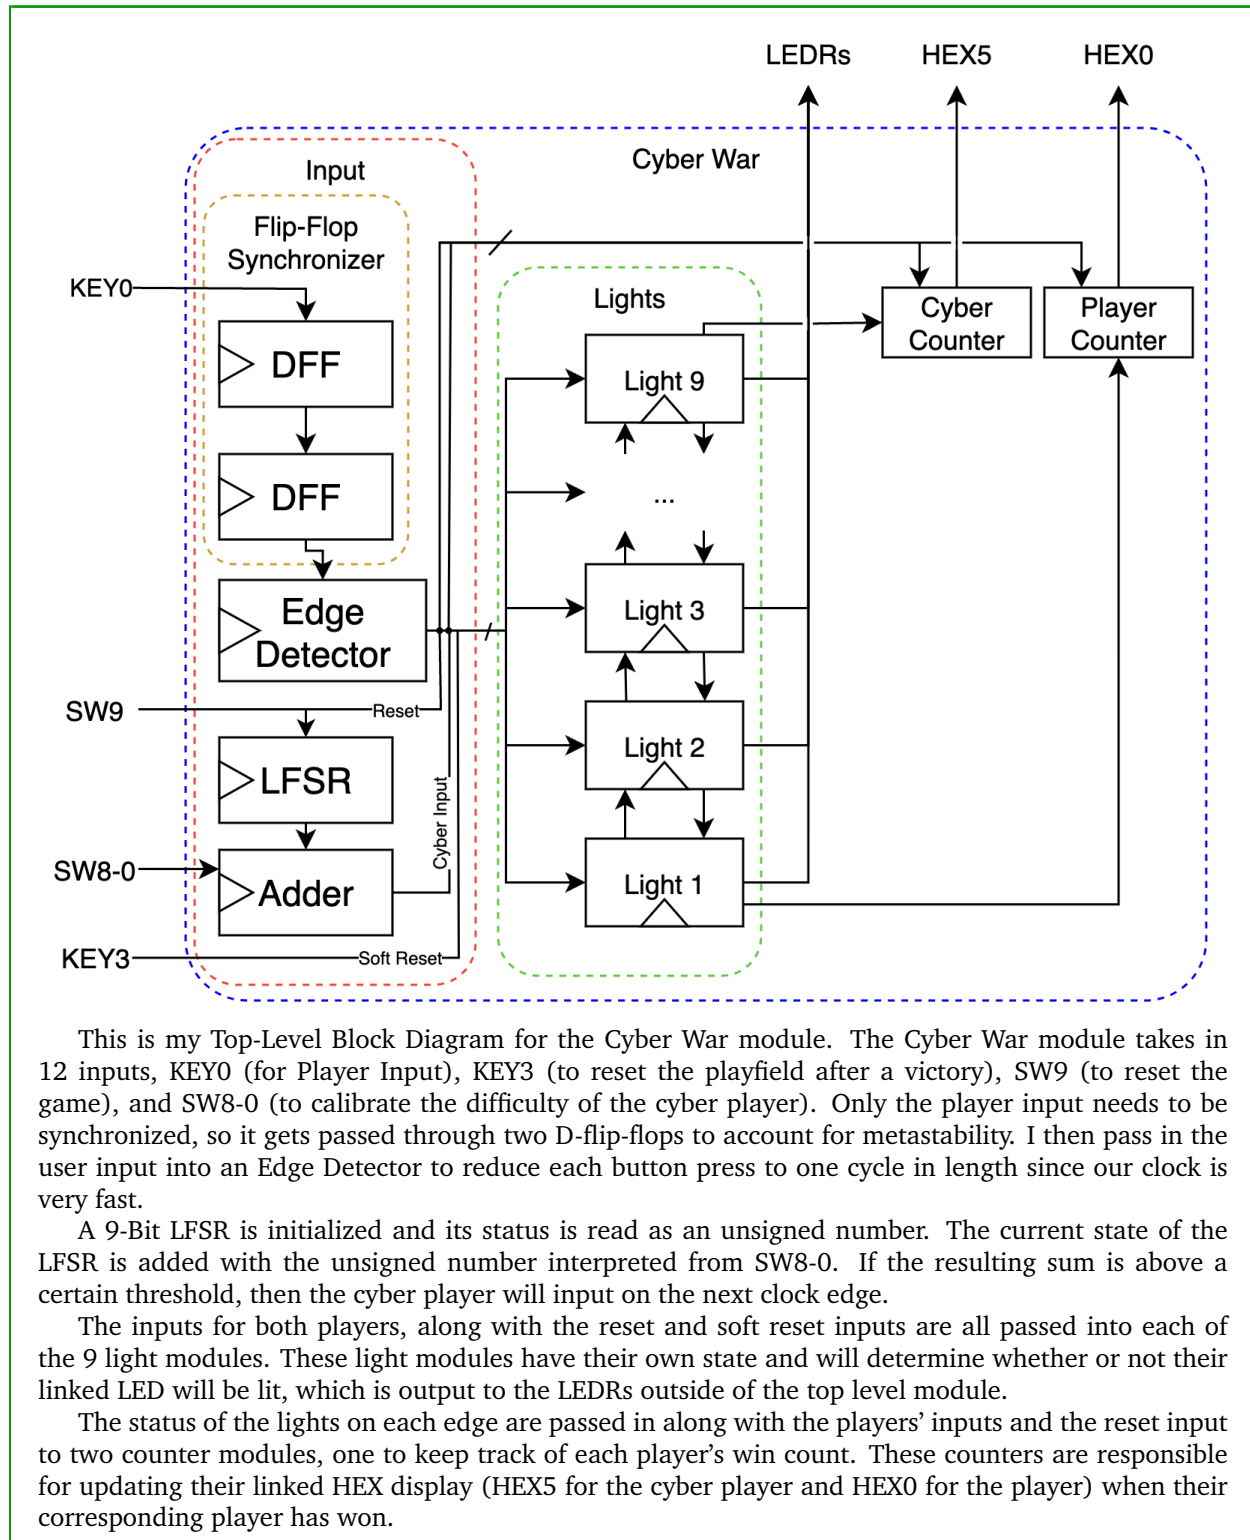 LEDRs HEX5 HEX0
Input
Cyber War
Flip-Flop
Synchronizer
KEY0
Lights
DFF
Cyber
Counter
Player
Counter
Light 9
DFF
...
Edge
Detector
Light 3
SW9
Reset
Light 2
LFSR
Cyber Input
SW8-0
Adder
Light 1
KEY3
Soft Reset
This is my Top-Level Block Diagram for the Cyber War module. The Cyber War module takes in
12 inputs, KEY0 (for Player Input), KEY3 (to reset the playfield after a victory), SW9 (to reset the
game), and SW8-0 (to calibrate the difficulty of the cyber player). Only the player input needs to be
synchronized, so it gets passed through two D-flip-flops to account for metastability. I then pass in the
user input into an Edge Detector to reduce each button press to one cycle in length since our clock is
very fast.
A 9-Bit LFSR is initialized and its status is read as an unsigned number. The current state of the
LFSR is added with the unsigned number interpreted from SW8-0. If the resulting sum is above a
certain threshold, then the cyber player will input on the next clock edge.
The inputs for both players, along with the reset and soft reset inputs are all passed into each of
the 9 light modules. These light modules have their own state and will determine whether or not their
linked LED will be lit, which is output to the LEDRs outside of the top level module.
The status of the lights on each edge are passed in along with the players' inputs and the reset input
to two counter modules, one to keep track of each player's win count. These counters are responsible
for updating their linked HEX display (HEX5 for the cyber player and HEX0 for the player) when their
corresponding player has won.